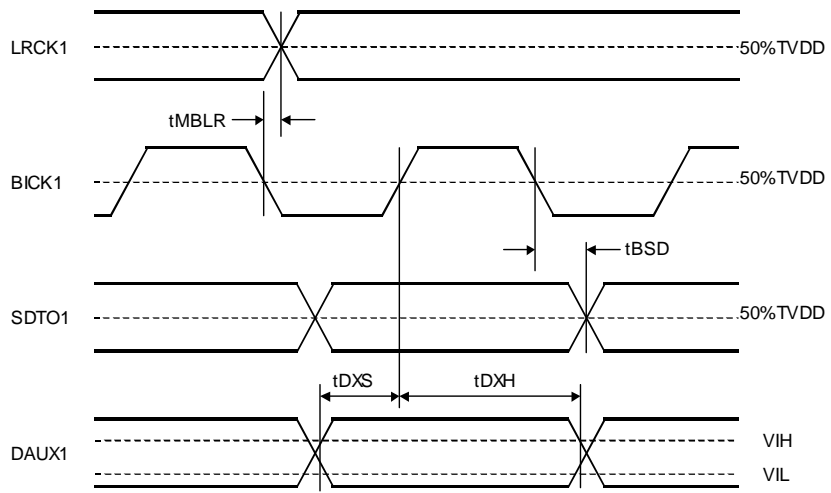 LRCK1
50%TVDD
tMBLR
BICK1
50%TVDD
tBSD
SDTO1
50%TVDD
tDXS
tDXH
DAUX1
VIH
VIL